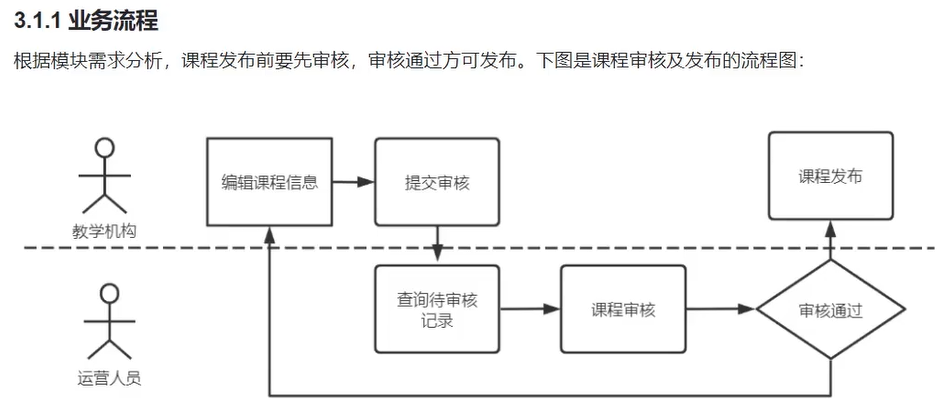 3.1.1 业务流程
根据模块需求分析，课程发布前要先审核，审核通过方可发布。下图是课程审核及发布的流程图：
编辑课程信息
提交审核
课程发布
教学机构
查询待审核
记录
课程审核
审核通过
运营人员